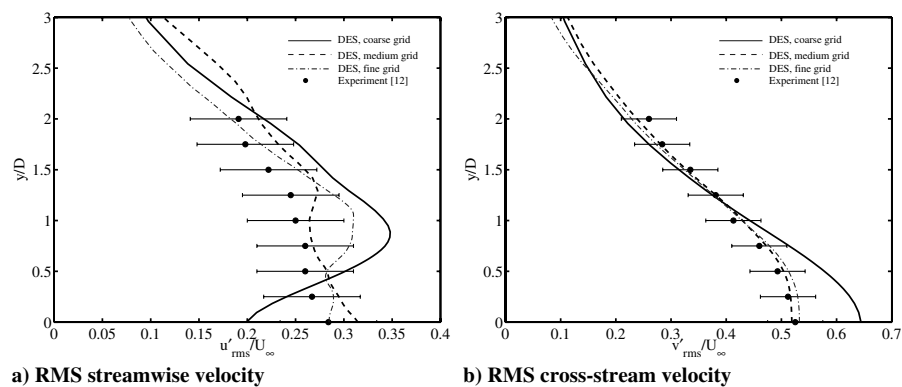 3
2.5
2
1.5
1
0.5
0
y/D
DES, coarse grid
DES, medium grid
DES, fine grid
Experiment [12]
0 0.05 0.1 0.15 0.2 0.25 0.3 0.35 0.4
u′rms/U∞
a) RMS streamwise velocity
3
2.5
2
1.5
1
0.5
0
y/D
DES, coarse grid
DES, medium grid
DES, fine grid
Experiment [12]
0 0.1 0.2 0.3 0.4 0.5 0.6 0.7
v′rms/U∞
b) RMS cross-stream velocity